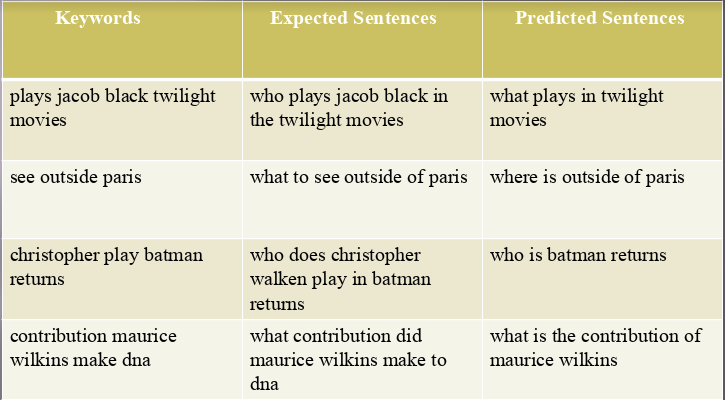 Keywords
Expected Sentences
Predicted Sentences
plays jacob black twilight
movies
who plays jacob black in
the twilight movies
what plays in twilight
movies
see outside paris
what to see outside of paris
where is outside of paris
christopher play batman
returns
who does christopher
walken play in batman
returns
who is batman returns
contribution maurice
wilkins make dna
what contribution did
maurice wilkins make to
dna
what is the contribution of
maurice wilkins